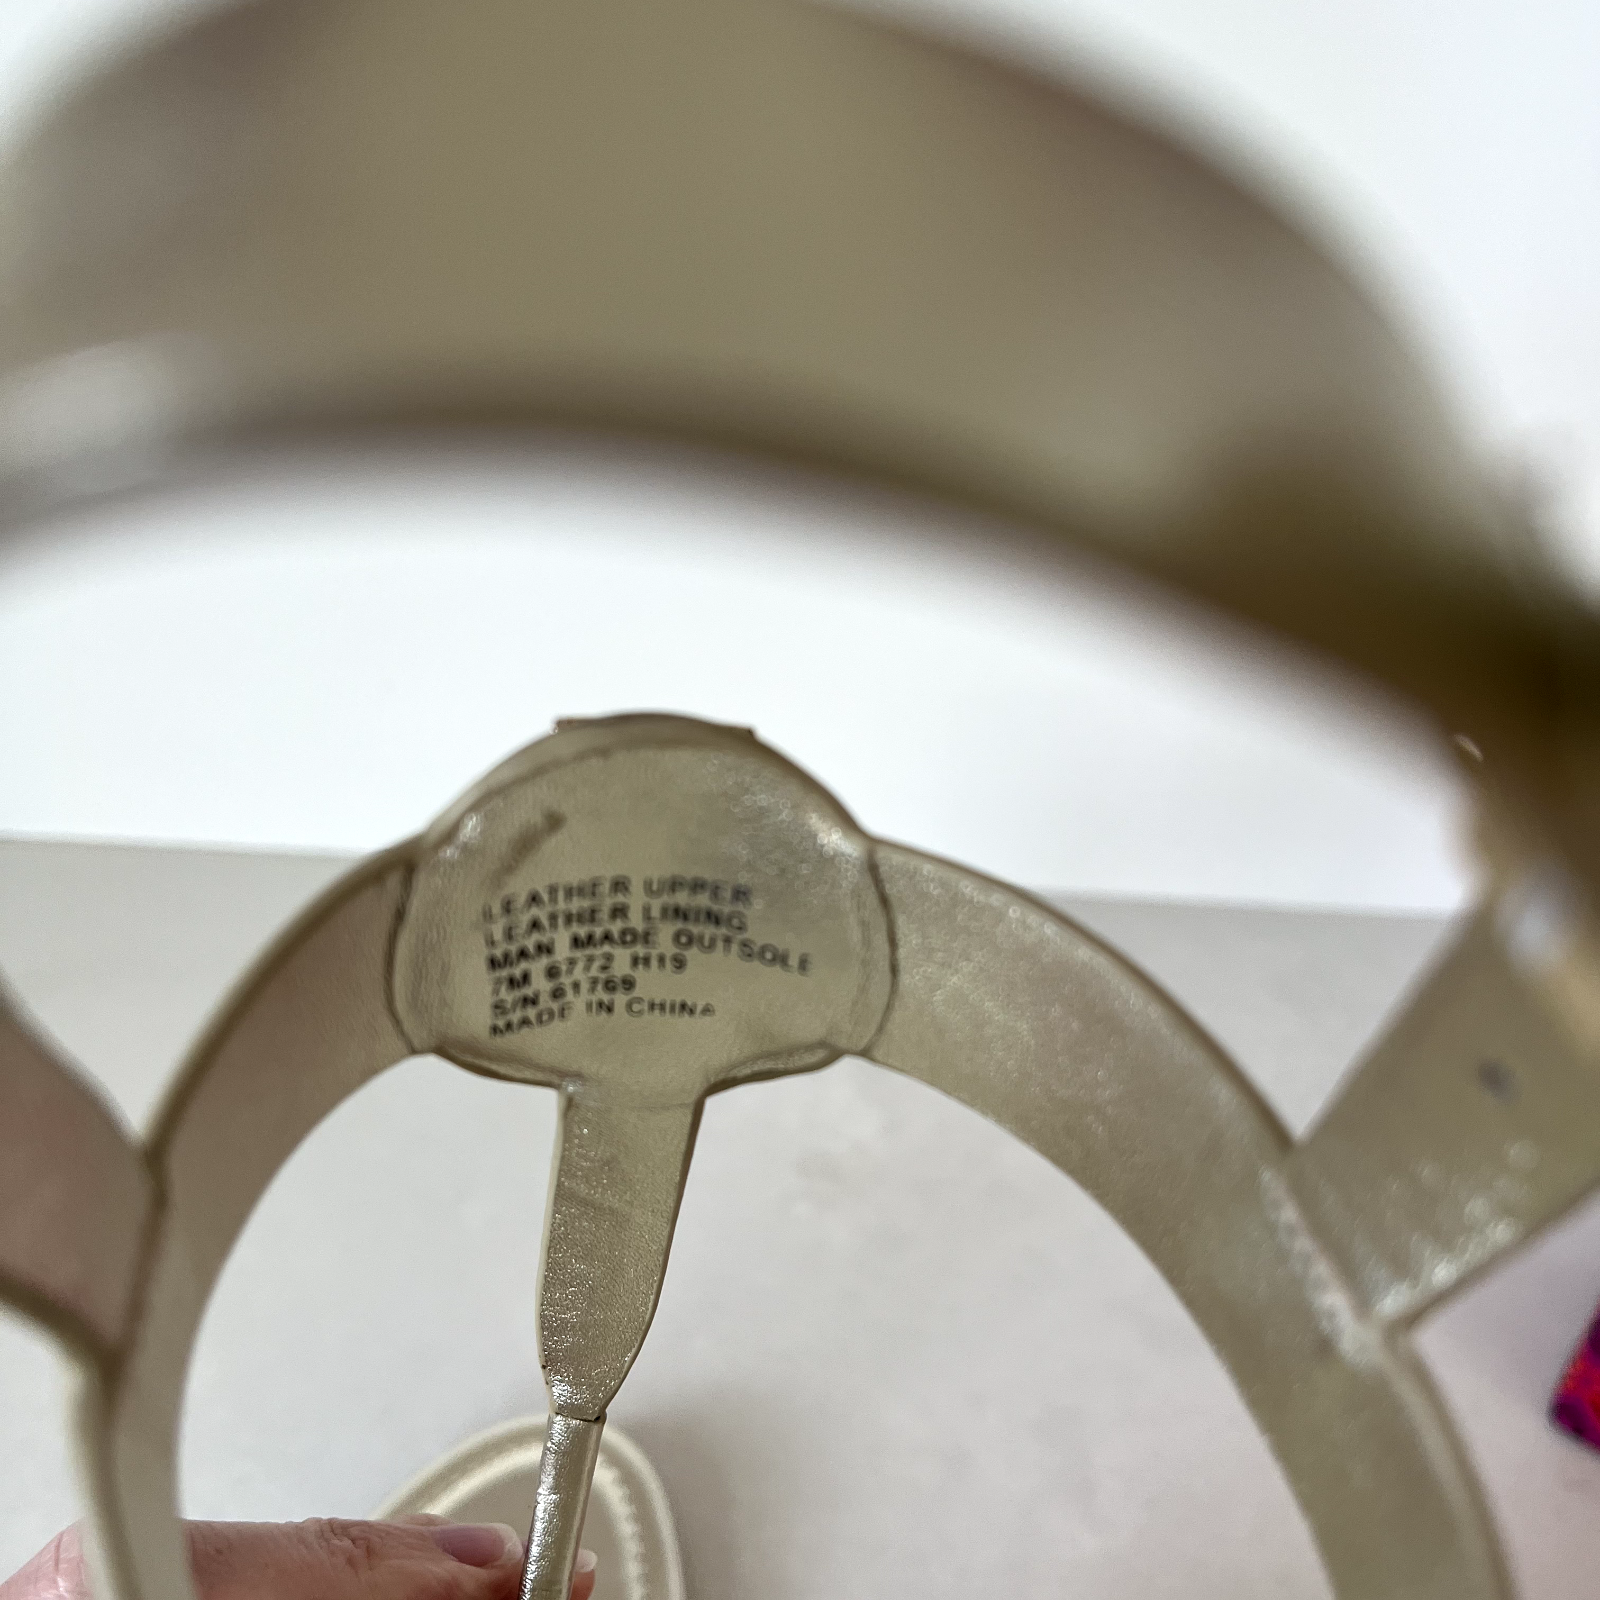 LEATHER UPPER
LEATHER LINING
MAN MADE OUTSOLE
7M 6772 H19
S/N 61769
MADE IN CHINA